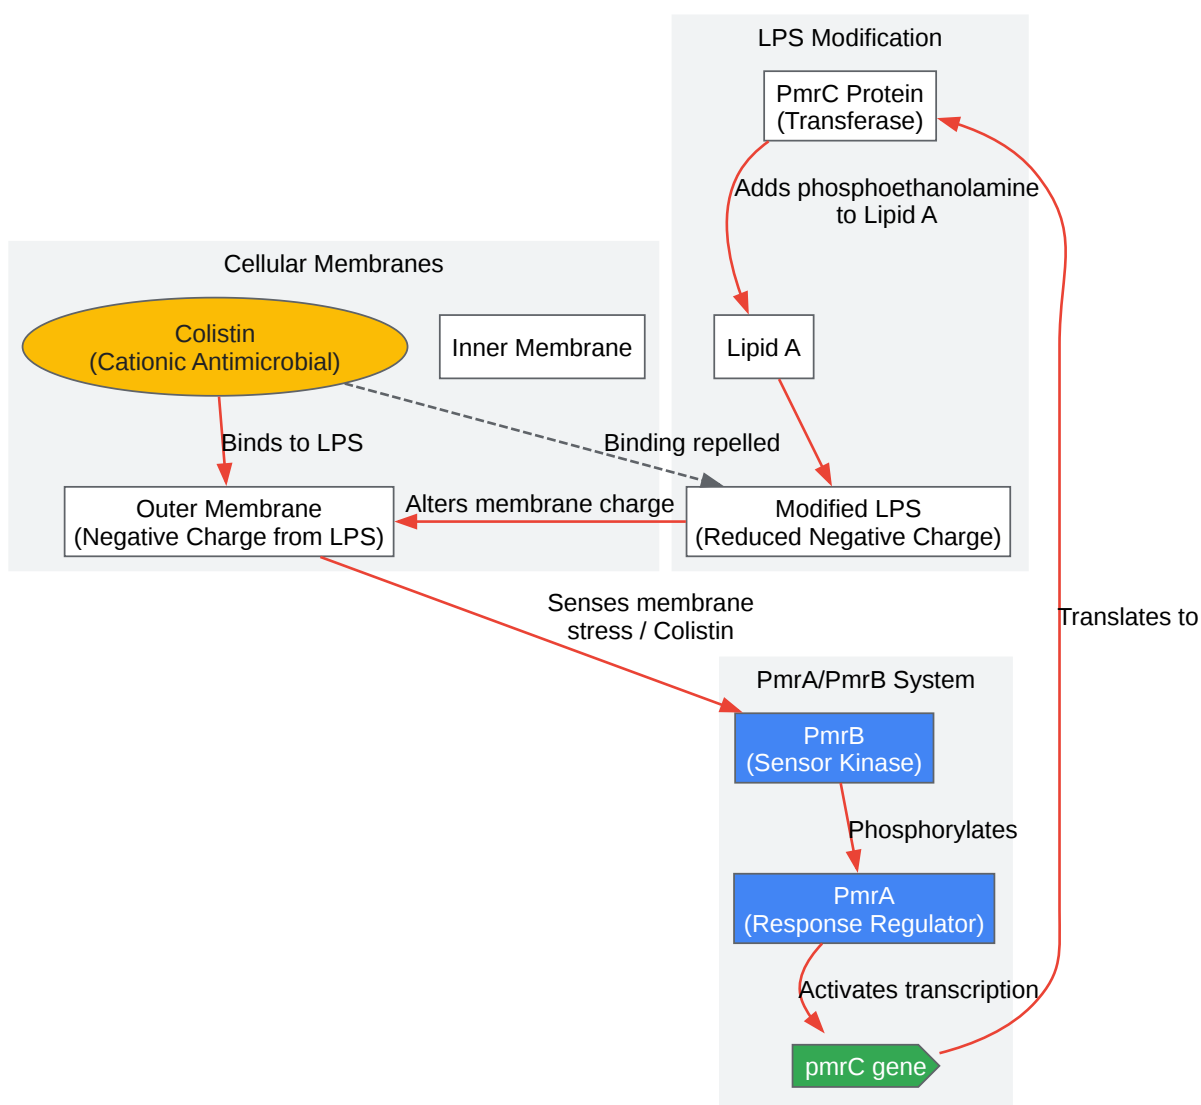 LPS Modification
PmrC Protein
(Transferase)
Adds phosphoethanolamine
to Lipid A
Cellular Membranes
Colistin
(Cationic Antimicrobial)
Inner Membrane
Lipid A
Binds to LPS
Binding repelled
Outer Membrane
(Negative Charge from LPS)
Alters membrane charge
Modified LPS
(Reduced Negative Charge)
Senses membrane
stress / Colistin
Translates to
PmrA/PmrB System
PmrB
(Sensor Kinase)
Phosphorylates
PmrA
(Response Regulator)
Activates transcription
pmrC gene